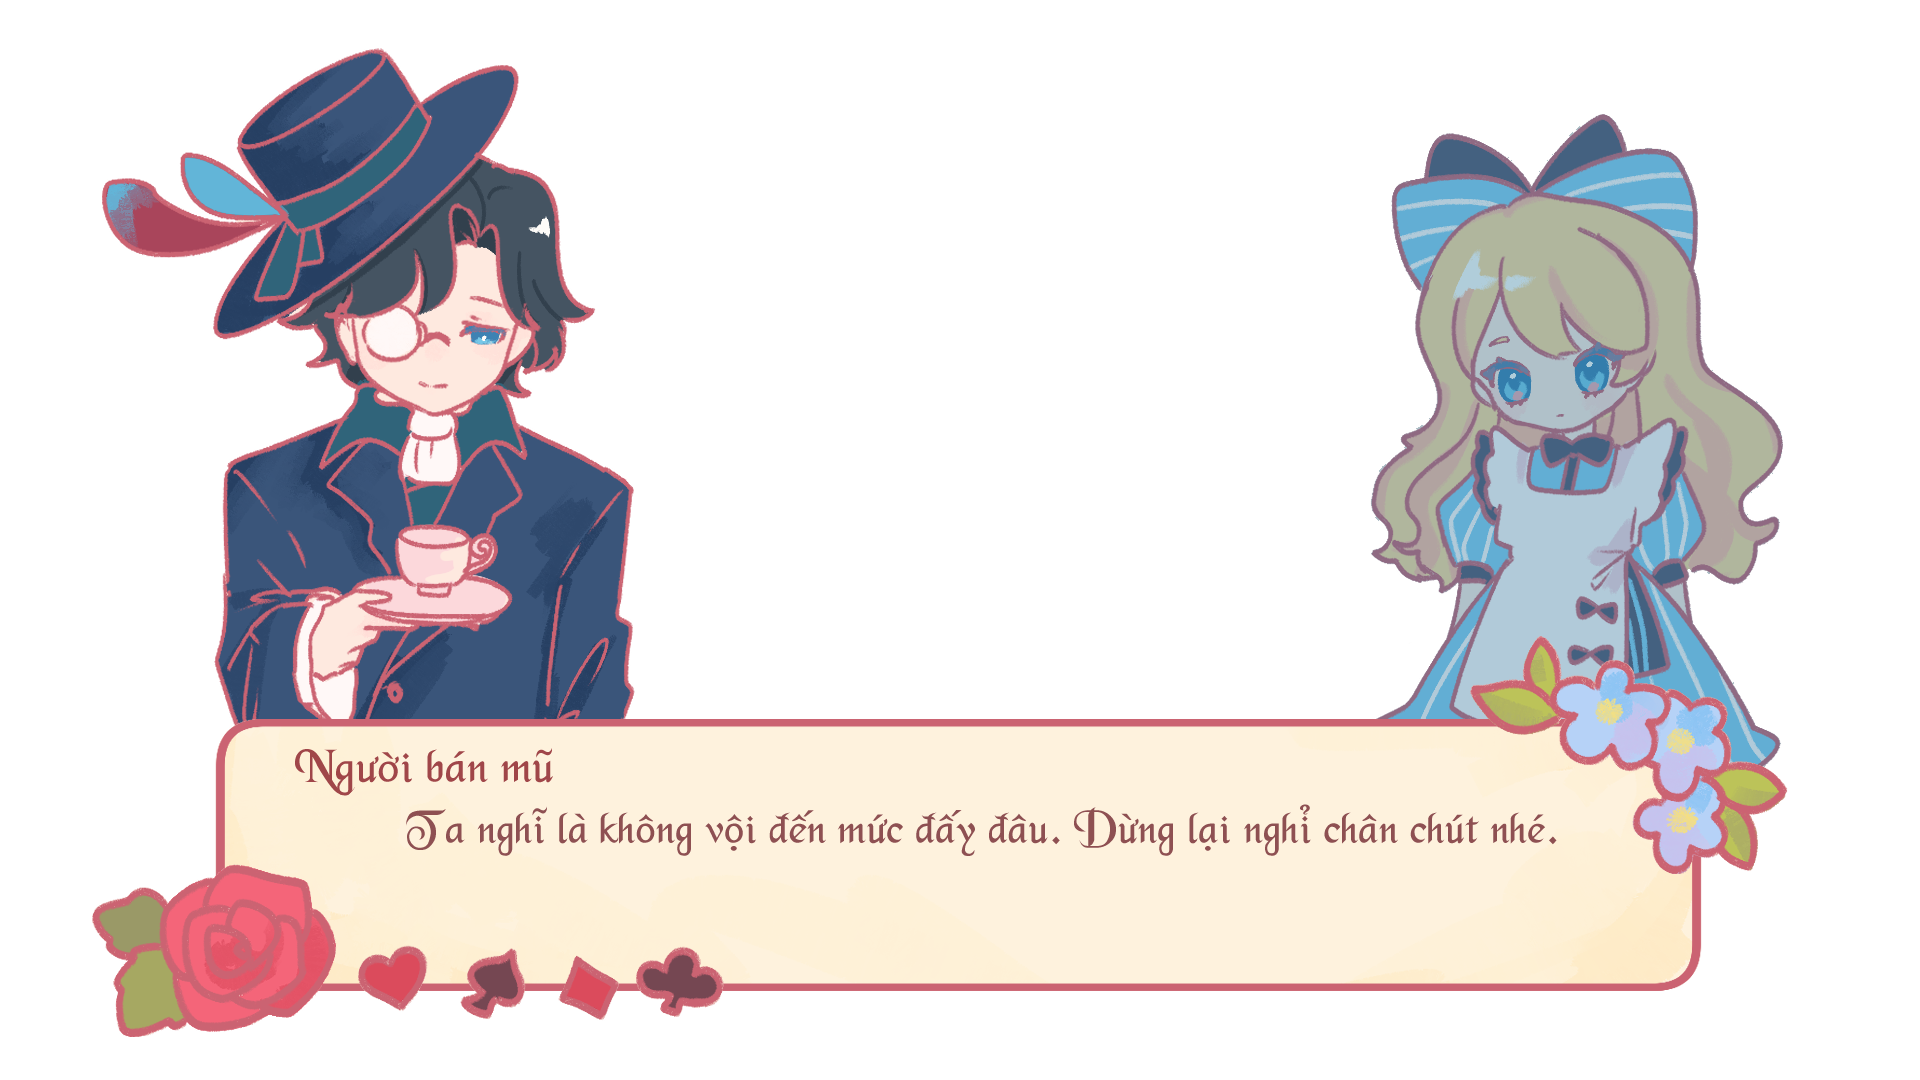 Người bán mũ
Ta nghĩ là không vội đến mức đấy đâu. Dừng lại nghỉ chân chút nhé.